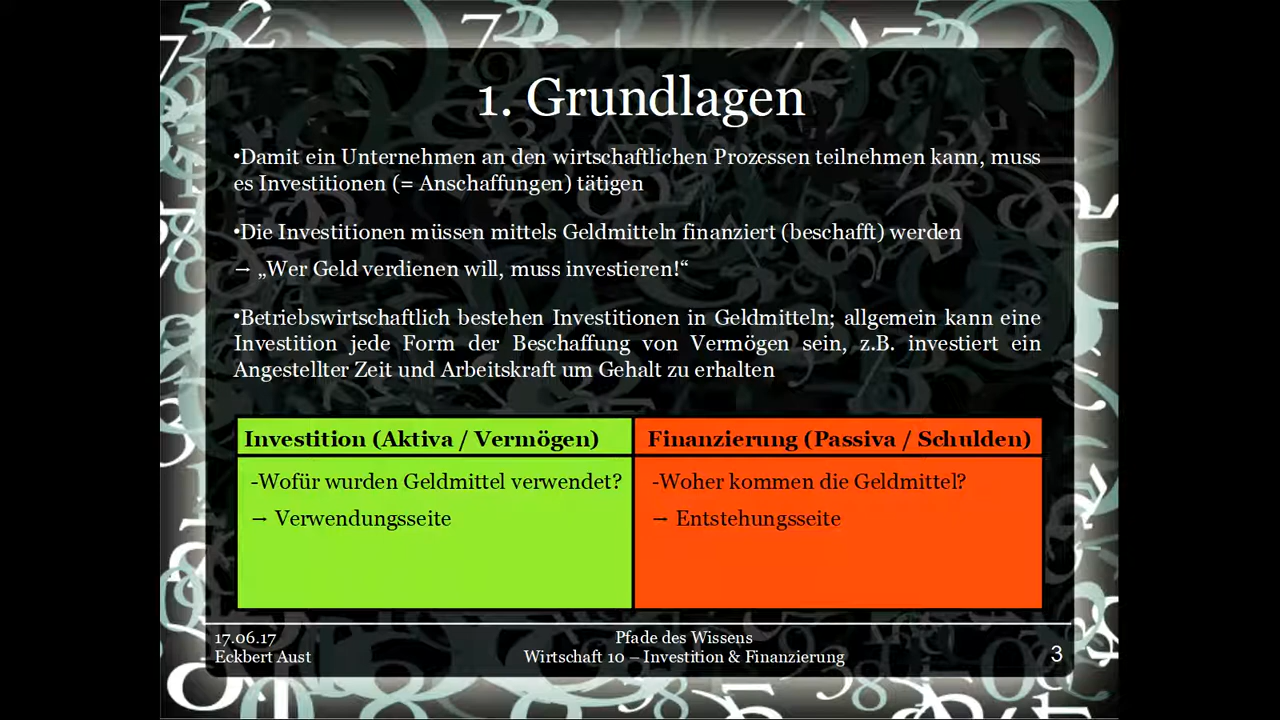 1. Grundlagen
•Damit ein Unternehmen an den wirtschaftlichen Prozessen teilnehmen kann, muss
es Investitionen (= Anschaffungen) tätigen
•Die Investitionen müssen mittels Geldmitteln finanziert (beschafft) werden
→ „Wer Geld verdienen will, muss investieren!“
•Betriebswirtschaftlich bestehen Investitionen in Geldmitteln; allgemein kann eine
Investition jede Form der Beschaffung von Vermögen sein, z.B. investiert ein
Angestellter Zeit und Arbeitskraft um Gehalt zu erhalten
Investition (Aktiva / Vermögen)
-Wofür wurden Geldmittel verwendet?
→ Verwendungsseite
Finanzierung (Passiva / Schulden)
-Woher kommen die Geldmittel?
→ Entstehungsseite
17.06.17
Eckbert Aust
Pfade des Wissens
Wirtschaft 10 – Investition & Finanzierung
3